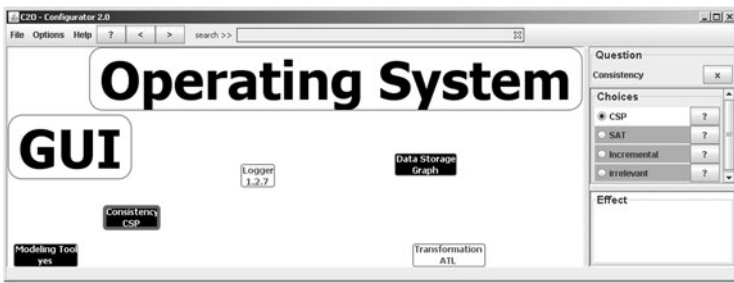 C2O - Configurator 2.0
File Options Help ? < > search >>
Operating System
GUI
Logger
1.2.7
Data Storage
Graph
Consistency
CSP
Modeling Tool
yes
Transformation
ATL
Question
Consistency x
Choices
CSP ?
SAT ?
Incremental ?
irrelevant ?
Effect